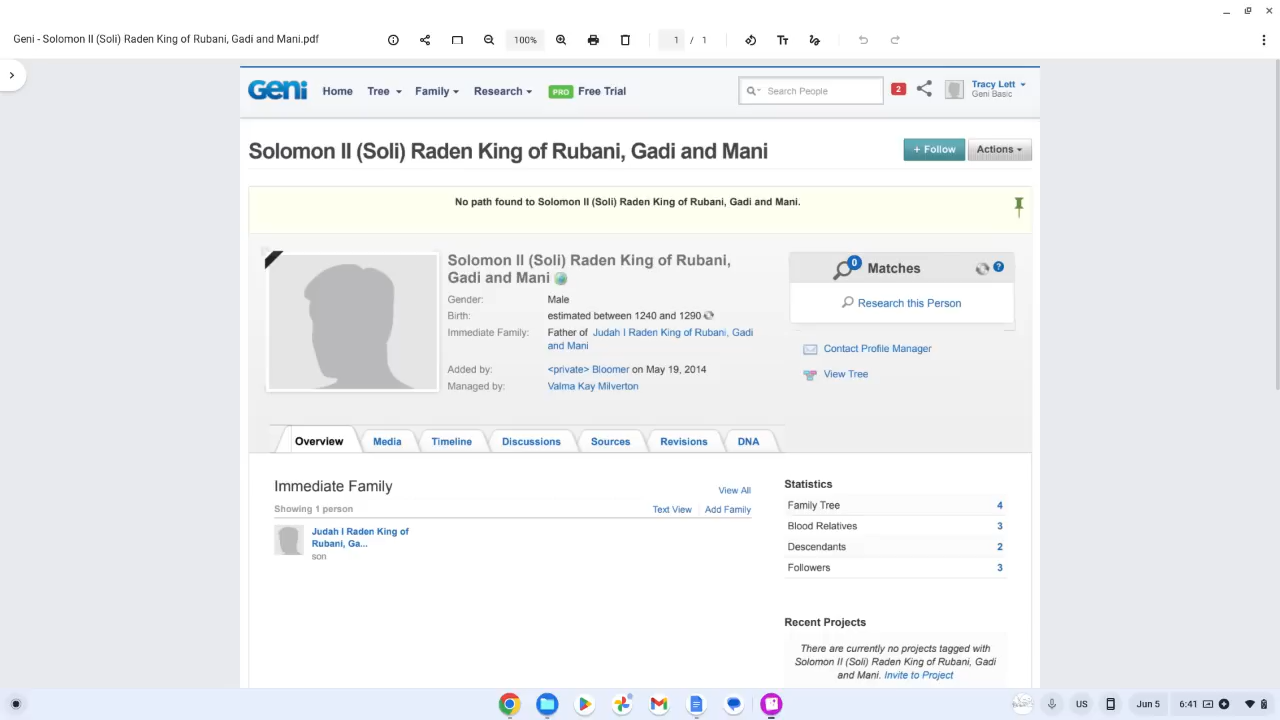 Geni - Solomon II (Soli) Raden King of Rubani, Gadi and Mani.pdf
100%
1 / 1
Geni
Home
Tree
Family
Research
PRO Free Trial
Search People
2
Tracy Lett
Geni Basic
Solomon II (Soli) Raden King of Rubani, Gadi and Mani
+ Follow
Actions
No path found to Solomon II (Soli) Raden King of Rubani, Gadi and Mani.
Solomon II (Soli) Raden King of Rubani,
Gadi and Mani
Gender: Male
Birth: estimated between 1240 and 1290
Immediate Family: Father of Judah I Raden King of Rubani, Gadi
and Mani
Added by: <private> Bloomer on May 19, 2014
Managed by: Valma Kay Milverton
0 Matches ?
Research this Person
Contact Profile Manager
View Tree
Overview
Media
Timeline
Discussions
Sources
Revisions
DNA
Immediate Family
View All
Showing 1 person
Text View
Add Family
Judah I Raden King of
Rubani, Ga...
son
Statistics
Family Tree 4
Blood Relatives 3
Descendants 2
Followers 3
Recent Projects
There are currently no projects tagged with
Solomon II (Soli) Raden King of Rubani, Gadi
and Mani. Invite to Project
US
Jun 5
6:41